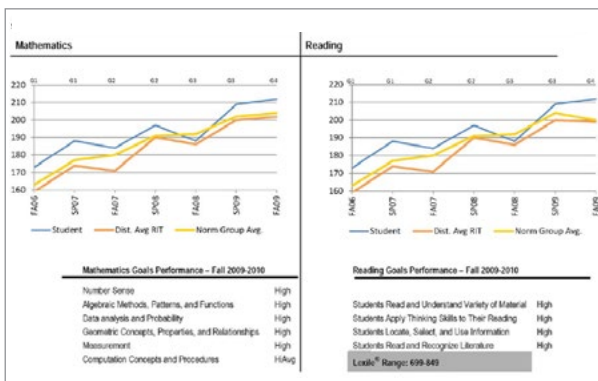 Mathematics
Reading
G1 G1 G2 G2 G3 G3 G4
220
210
200
190
180
170
160
FA06 SP07 FA07 SP08 FA08 SP09 FA09
Student Dist. Avg RIT Norm Group Avg.
G1 G1 G2 G2 G3 G3 G4
220
210
200
190
180
170
160
FA06 SP07 FA07 SP08 FA08 SP09 FA09
Student Dist. Avg RIT Norm Group Avg.
Mathematics Goals Performance – Fall 2009-2010
Number Sense High
Algebraic Methods, Patterns, and Functions High
Data analysis and Probability High
Geometric Concepts, Properties, and Relationships High
Measurement High
Computation Concepts and Procedures HiAvg
Reading Goals Performance – Fall 2009-2010
Students Read and Understand Variety of Material High
Students Apply Thinking Skills to Their Reading High
Students Locate, Select, and Use Information High
Students Read and Recognize Literature High
Lexile® Range: 699-849